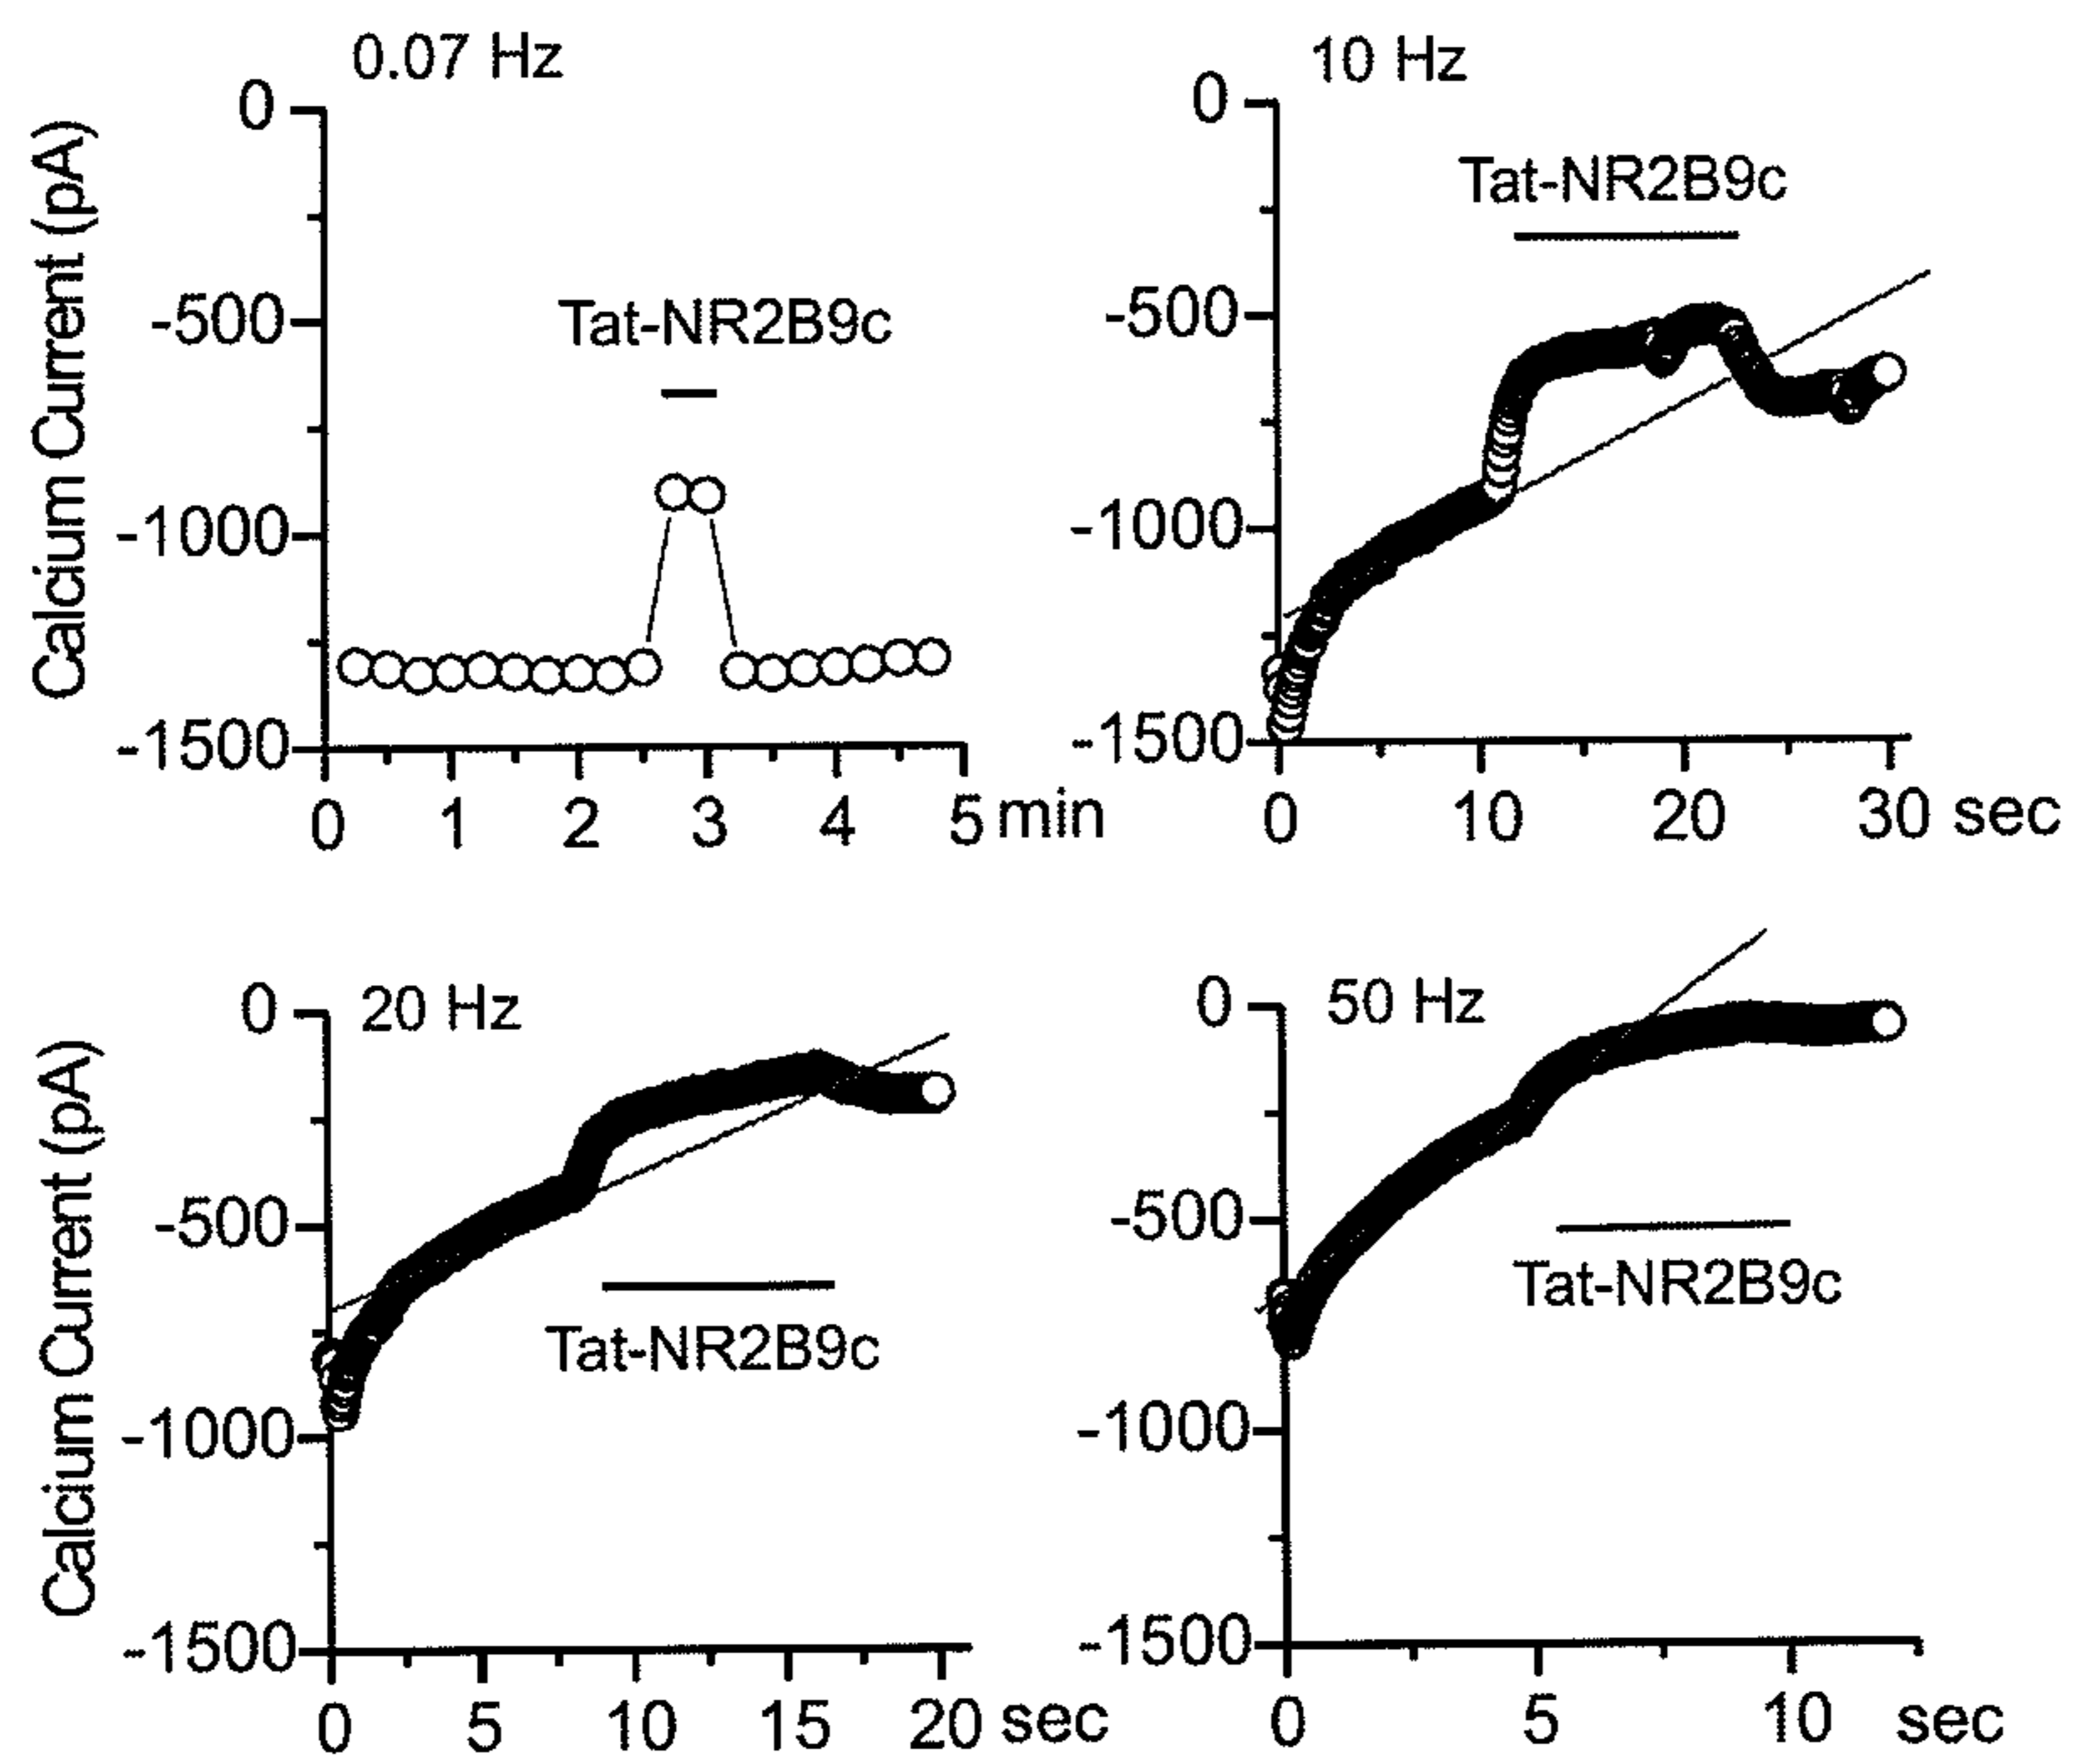 0.07 Hz
Calcium Current (pA)
0
-500
-1000
-1500
Tat-NR2B9c
0 1 2 3 4 5 min
10 Hz
0
-500
-1000
-1500
Tat-NR2B9c
0 10 20 30 sec
20 Hz
Calcium Current (pA)
0
-500
-1000
-1500
Tat-NR2B9c
0 5 10 15 20 sec
50 Hz
0
-500
-1000
-1500
Tat-NR2B9c
0 5 10 sec